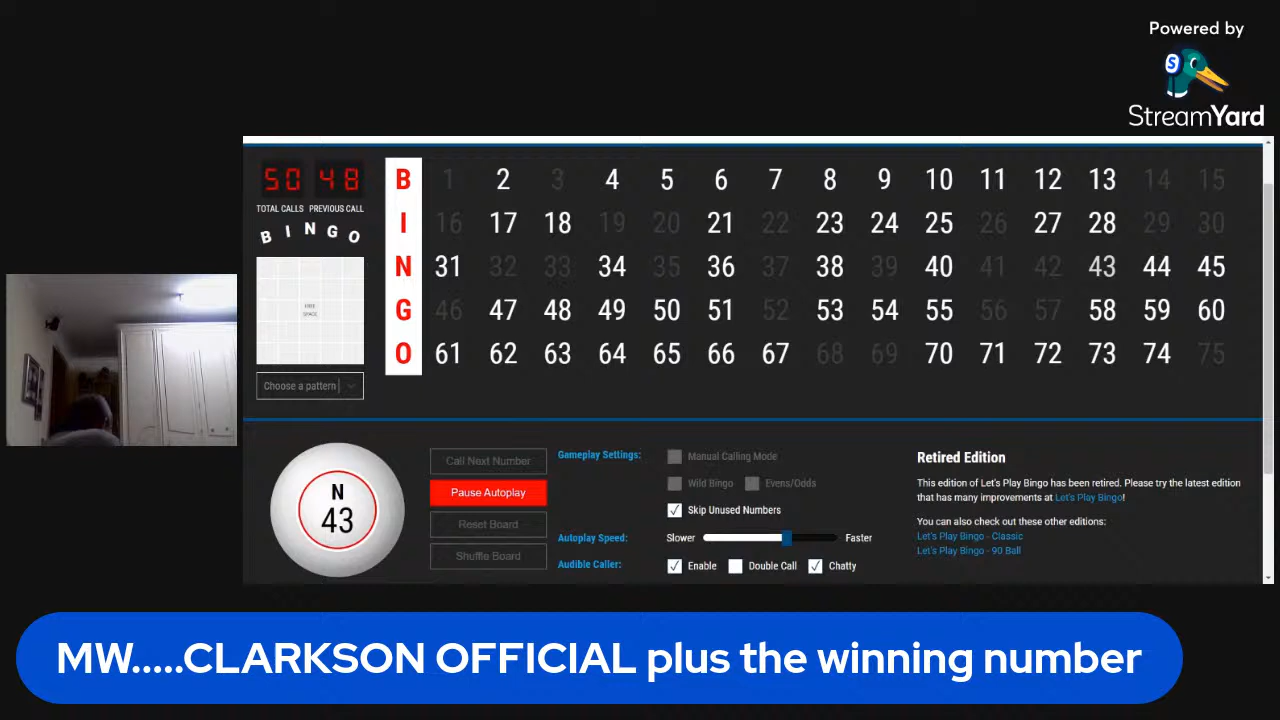 Powered by
StreamYard
50 48
TOTAL CALLS PREVIOUS CALL
B I N G O
FREE
SPACE
Choose a pattern
B 1 2 3 4 5 6 7 8 9 10 11 12 13 14 15
I 16 17 18 19 20 21 22 23 24 25 26 27 28 29 30
N 31 32 33 34 35 36 37 38 39 40 41 42 43 44 45
G 46 47 48 49 50 51 52 53 54 55 56 57 58 59 60
O 61 62 63 64 65 66 67 68 69 70 71 72 73 74 75
N
43
Call Next Number
Pause Autoplay
Reset Board
Shuffle Board
Gameplay Settings:
Manual Calling Mode
Wild Bingo Evens/Odds
Skip Unused Numbers
Autoplay Speed: Slower Faster
Audible Caller: Enable Double Call Chatty
Retired Edition
This edition of Let's Play Bingo has been retired. Please try the latest edition
that has many improvements at Let's Play Bingo!
You can also check out these other editions:
Let's Play Bingo - Classic
Let's Play Bingo - 90 Ball
MW.....CLARKSON OFFICIAL plus the winning number